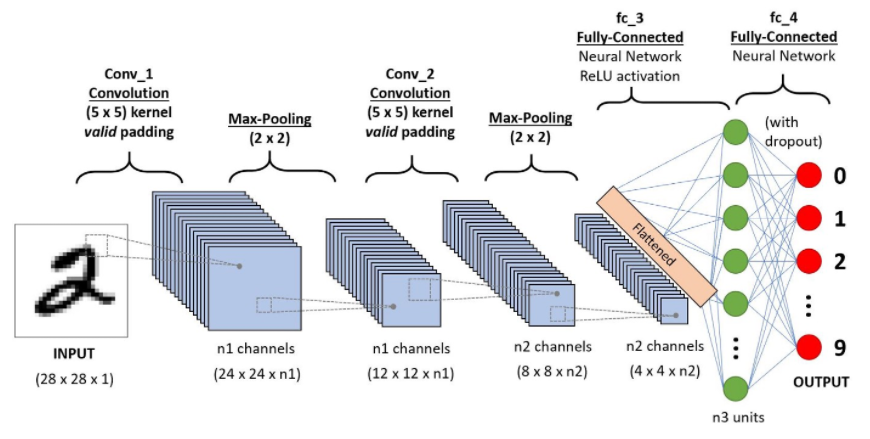 Conv_1
Convolution
(5 x 5) kernel
valid padding
Max-Pooling
(2 x 2)
Conv_2
Convolution
(5 x 5) kernel
valid padding
Max-Pooling
(2 x 2)
fc_3
Fully-Connected
Neural Network
ReLU activation
fc_4
Fully-Connected
Neural Network
(with
dropout)
Flattened
0
1
2
9
OUTPUT
2
INPUT
(28 x 28 x 1)
n1 channels
(24 x 24 x n1)
n1 channels
(12 x 12 x n1)
n2 channels
(8 x 8 x n2)
n2 channels
(4 x 4 x n2)
n3 units